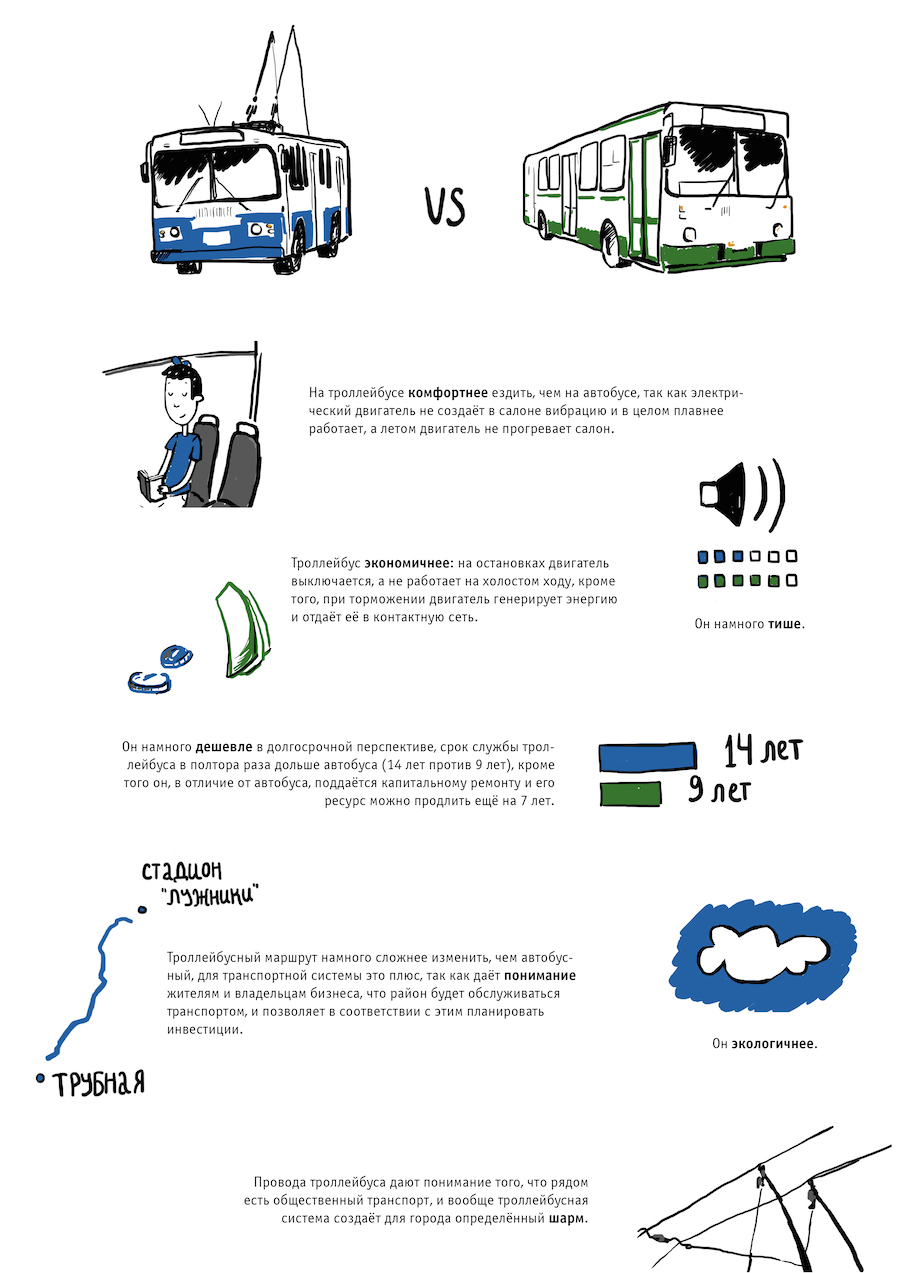 VS
На троллейбусе комфортнее ездить, чем на автобусе, так как электри-
ческий двигатель не создаёт в салоне вибрацию и в целом плавнее
работает, а летом двигатель не прогревает салон.
Троллейбус экономичнее: на остановках двигатель
выключается, а не работает на холостом ходу, кроме
того, при торможении двигатель генерирует энергию
и отдаёт её в контактную сеть.
Он намного тише.
Он намного дешевле в долгосрочной перспективе, срок службы трол-
лейбуса в полтора раза дольше автобуса (14 лет против 9 лет), кроме
того он, в отличие от автобуса, поддаётся капитальному ремонту и его
ресурс можно продлить ещё на 7 лет.
14 лет
9 лет
стадион
"Лужники"
Троллейбусный маршрут намного сложнее изменить, чем автобус-
ный, для транспортной системы это плюс, так как даёт понимание
жителям и владельцам бизнеса, что район будет обслуживаться
транспортом, и позволяет в соответствии с этим планировать
инвестиции.
Трубная
Он экологичнее.
Провода троллейбуса дают понимание того, что рядом
есть общественный транспорт, и вообще троллейбусная
система создаёт для города определённый шарм.